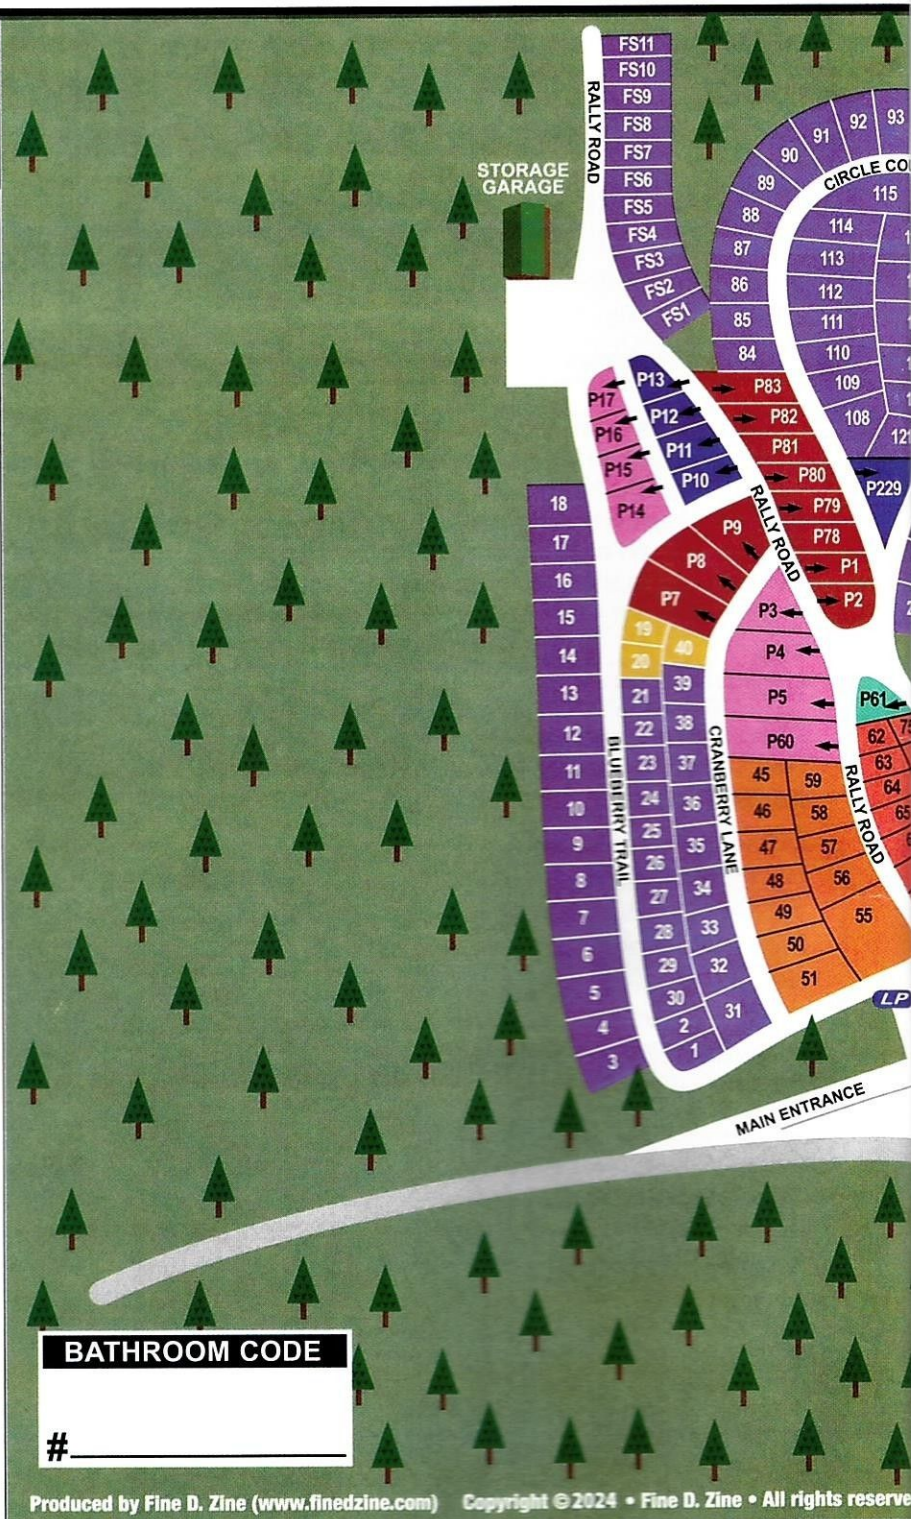 FS11
FS10
FS9
FS8
FS7
FS6
FS5
FS4
FS3
FS2
FS1
RALLY ROAD
STORAGE
GARAGE
93
92
91
90
89
88
87
86
85
84
CIRCLE CO
115
114
113
112
111
110
109
108
P83
P82
P81
P80
P79
P78
P1
P2
P229
P13
P12
P11
P10
P17
P16
P15
P14
P9
P8
P7
RALLY ROAD
P3
P4
P5
P60
P61
62
63
64
18
17
16
15
14
13
12
11
10
9
8
7
6
5
4
3
19
20
21
22
23
24
25
26
27
28
29
30
2
1
40
39
38
37
36
35
34
33
32
31
BLUEBERRY TRAIL
CRANBERRY LANE
45
46
47
48
49
50
51
59
58
57
56
55
RALLY ROAD
LP
MAIN ENTRANCE
BATHROOM CODE
#
Produced by Fine D. Zine (www.finedzine.com) Copyright © 2024 • Fine D. Zine • All rights reserve